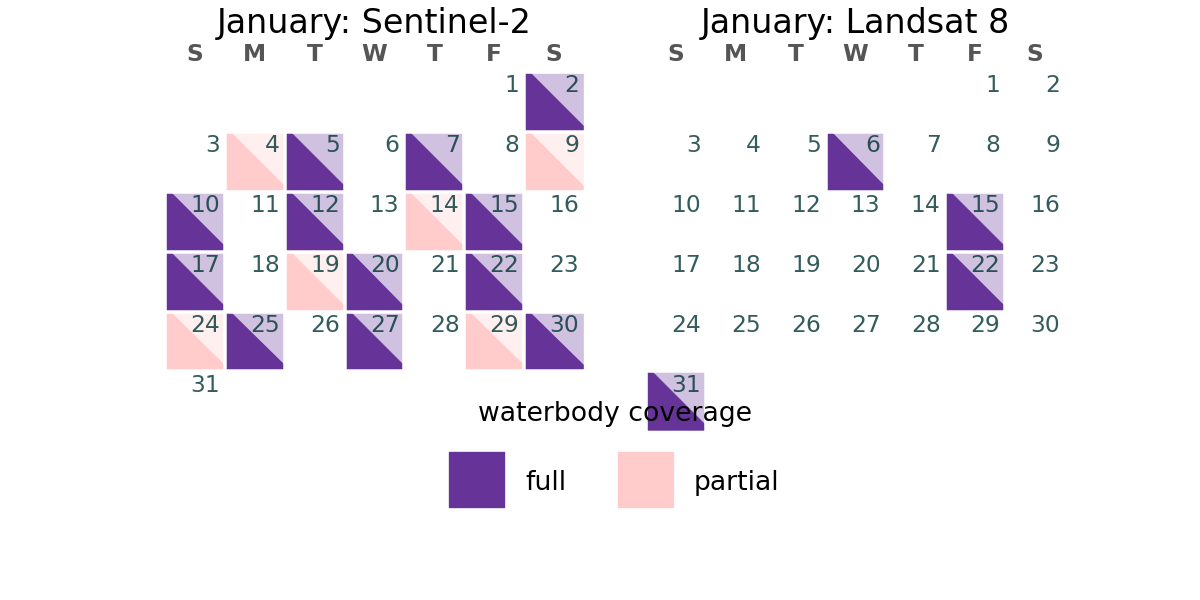 January: Sentinel-2
S M T W T F S
1 2
3 4 5 6 7 8 9
10 11 12 13 14 15 16
17 18 19 20 21 22 23
24 25 26 27 28 29 30
31
January: Landsat 8
S M T W T F S
1 2
3 4 5 6 7 8 9
10 11 12 13 14 15 16
17 18 19 20 21 22 23
24 25 26 27 28 29 30
31
waterbody coverage
full partial